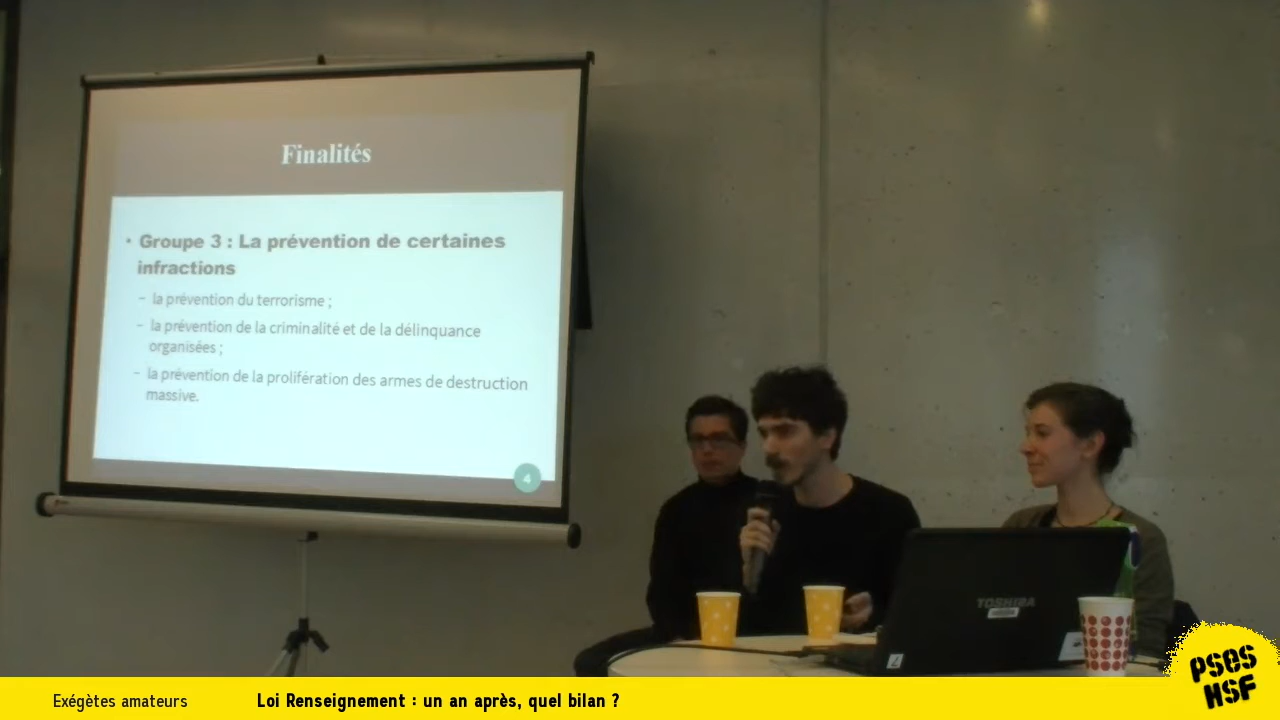 Finalités
• Groupe 3 : La prévention de certaines
infractions
– la prévention du terrorisme ;
– la prévention de la criminalité et de la délinquance
organisées ;
– la prévention de la prolifération des armes de destruction
massive.
4
TOSHIRA
Exégètes amateurs
Loi Renseignement : un an après, quel bilan ?
PSES
HSF